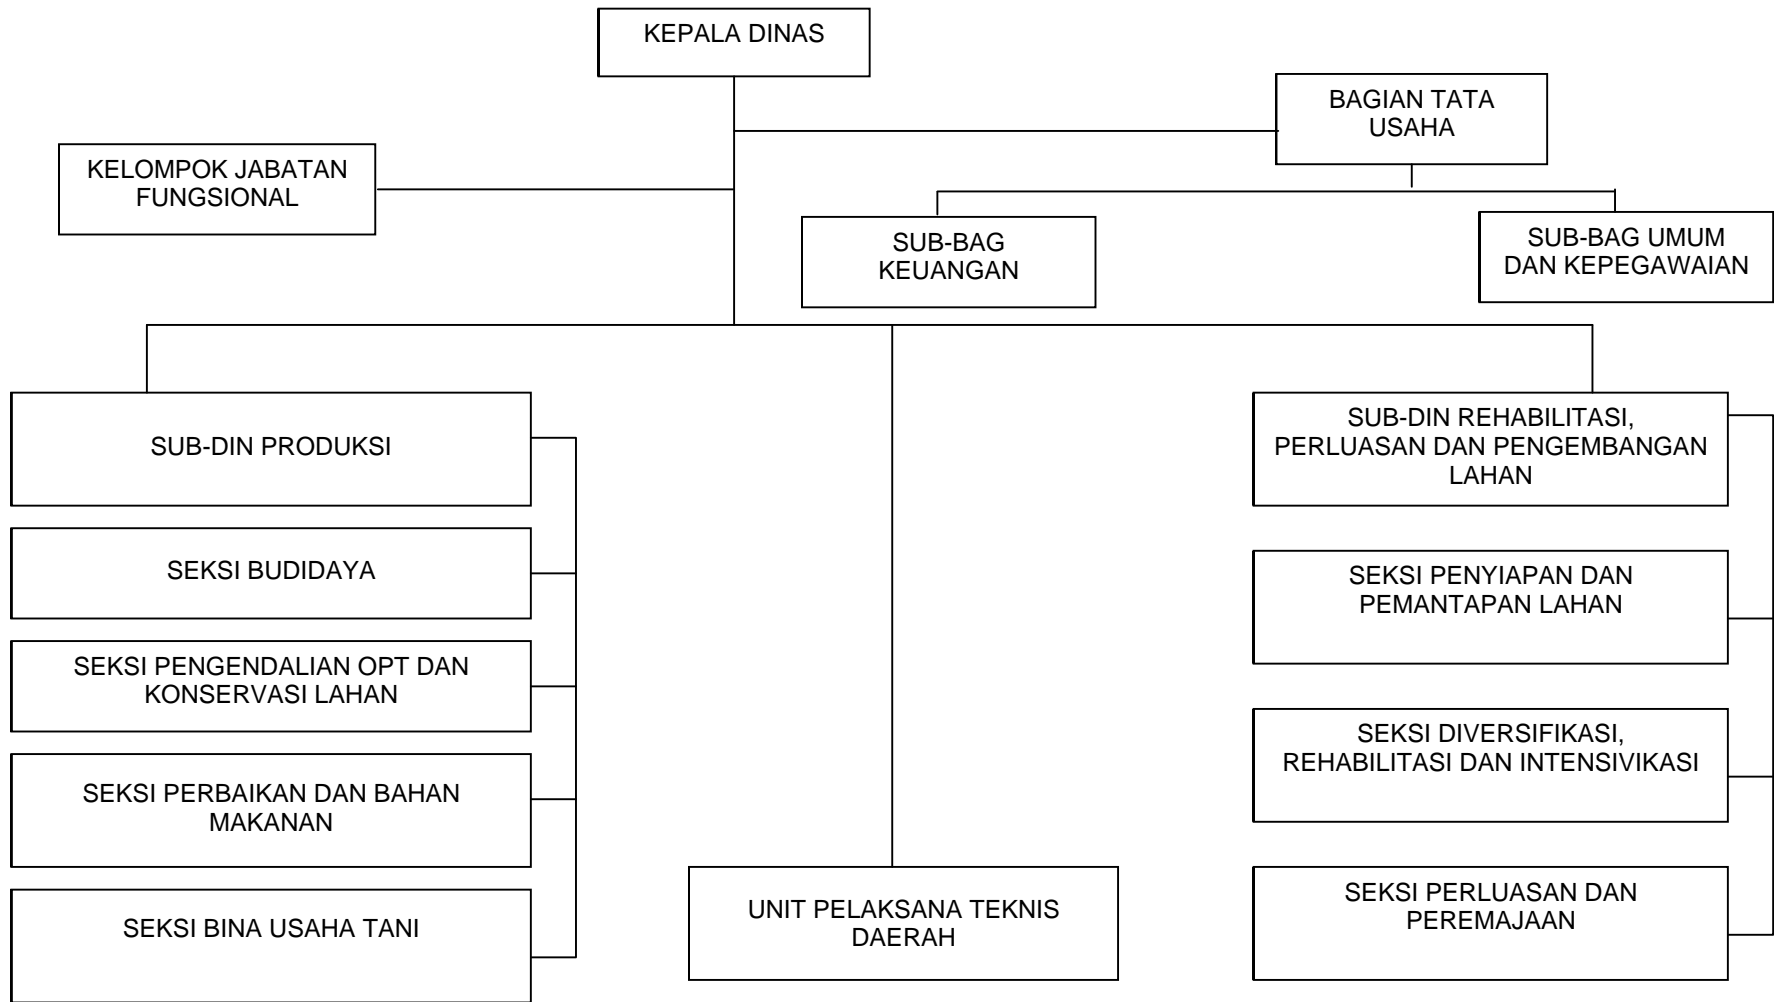 KEPALA DINAS
BAGIAN TATA
USAHA
KELOMPOK JABATAN
FUNGSIONAL
SUB-BAG
KEUANGAN
SUB-BAG UMUM
DAN KEPEGAWAIAN
SUB-DIN PRODUKSI
SEKSI BUDIDAYA
SEKSI PENGENDALIAN OPT DAN
KONSERVASI LAHAN
SEKSI PERBAIKAN DAN BAHAN
MAKANAN
SEKSI BINA USAHA TANI
UNIT PELAKSANA TEKNIS
DAERAH
SUB-DIN REHABILITASI,
PERLUASAN DAN PENGEMBANGAN
LAHAN
SEKSI PENYIAPAN DAN
PEMANTAPAN LAHAN
SEKSI DIVERSIFIKASI,
REHABILITASI DAN INTENSIVIKASI
SEKSI PERLUASAN DAN
PEREMAJAAN